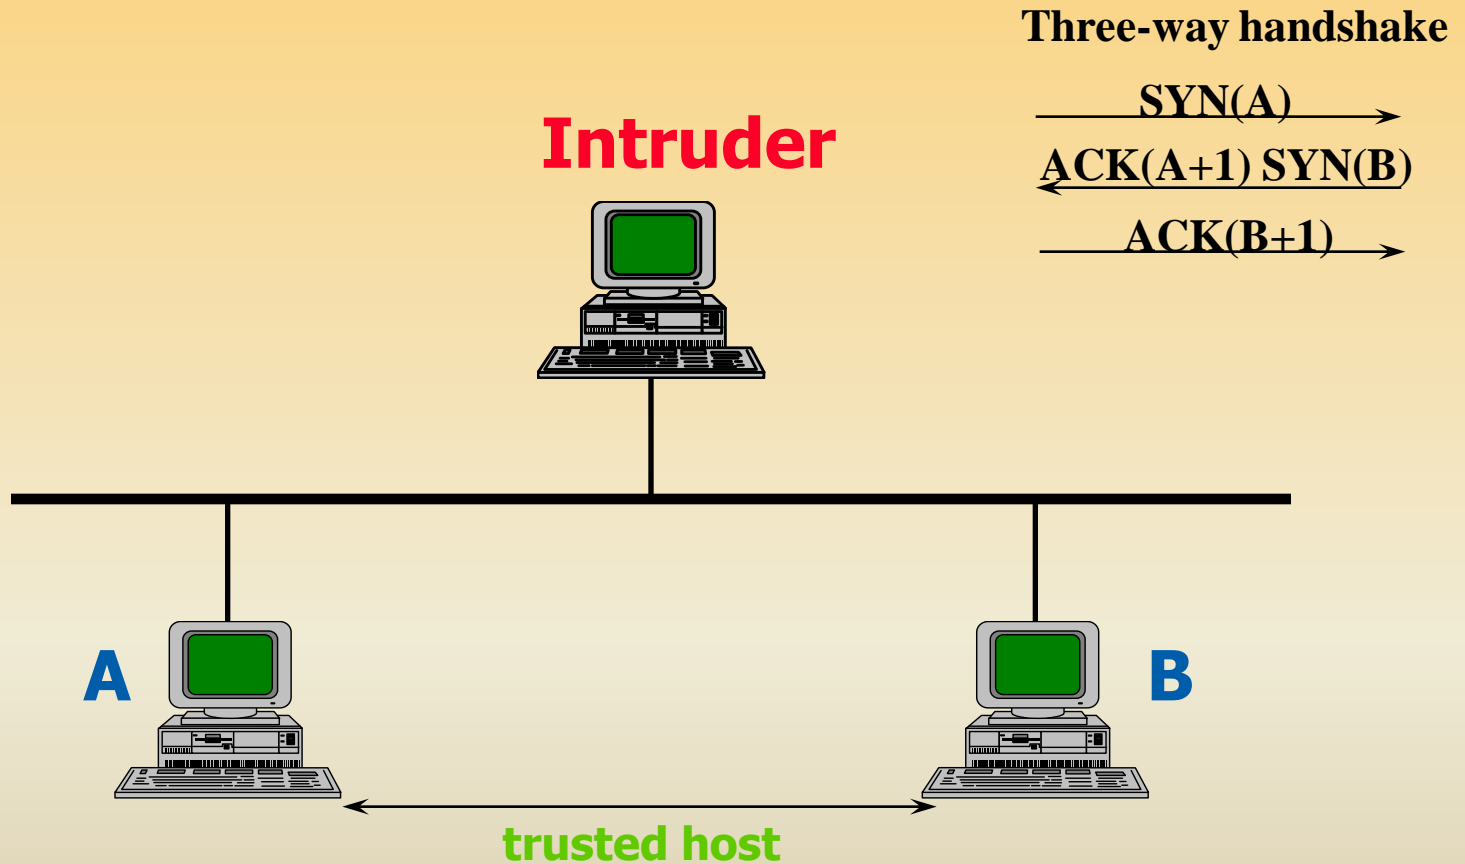 Three-way handshake
SYN(A)
ACK(A+1) SYN(B)
ACK(B+1)
Intruder
A
B
trusted host